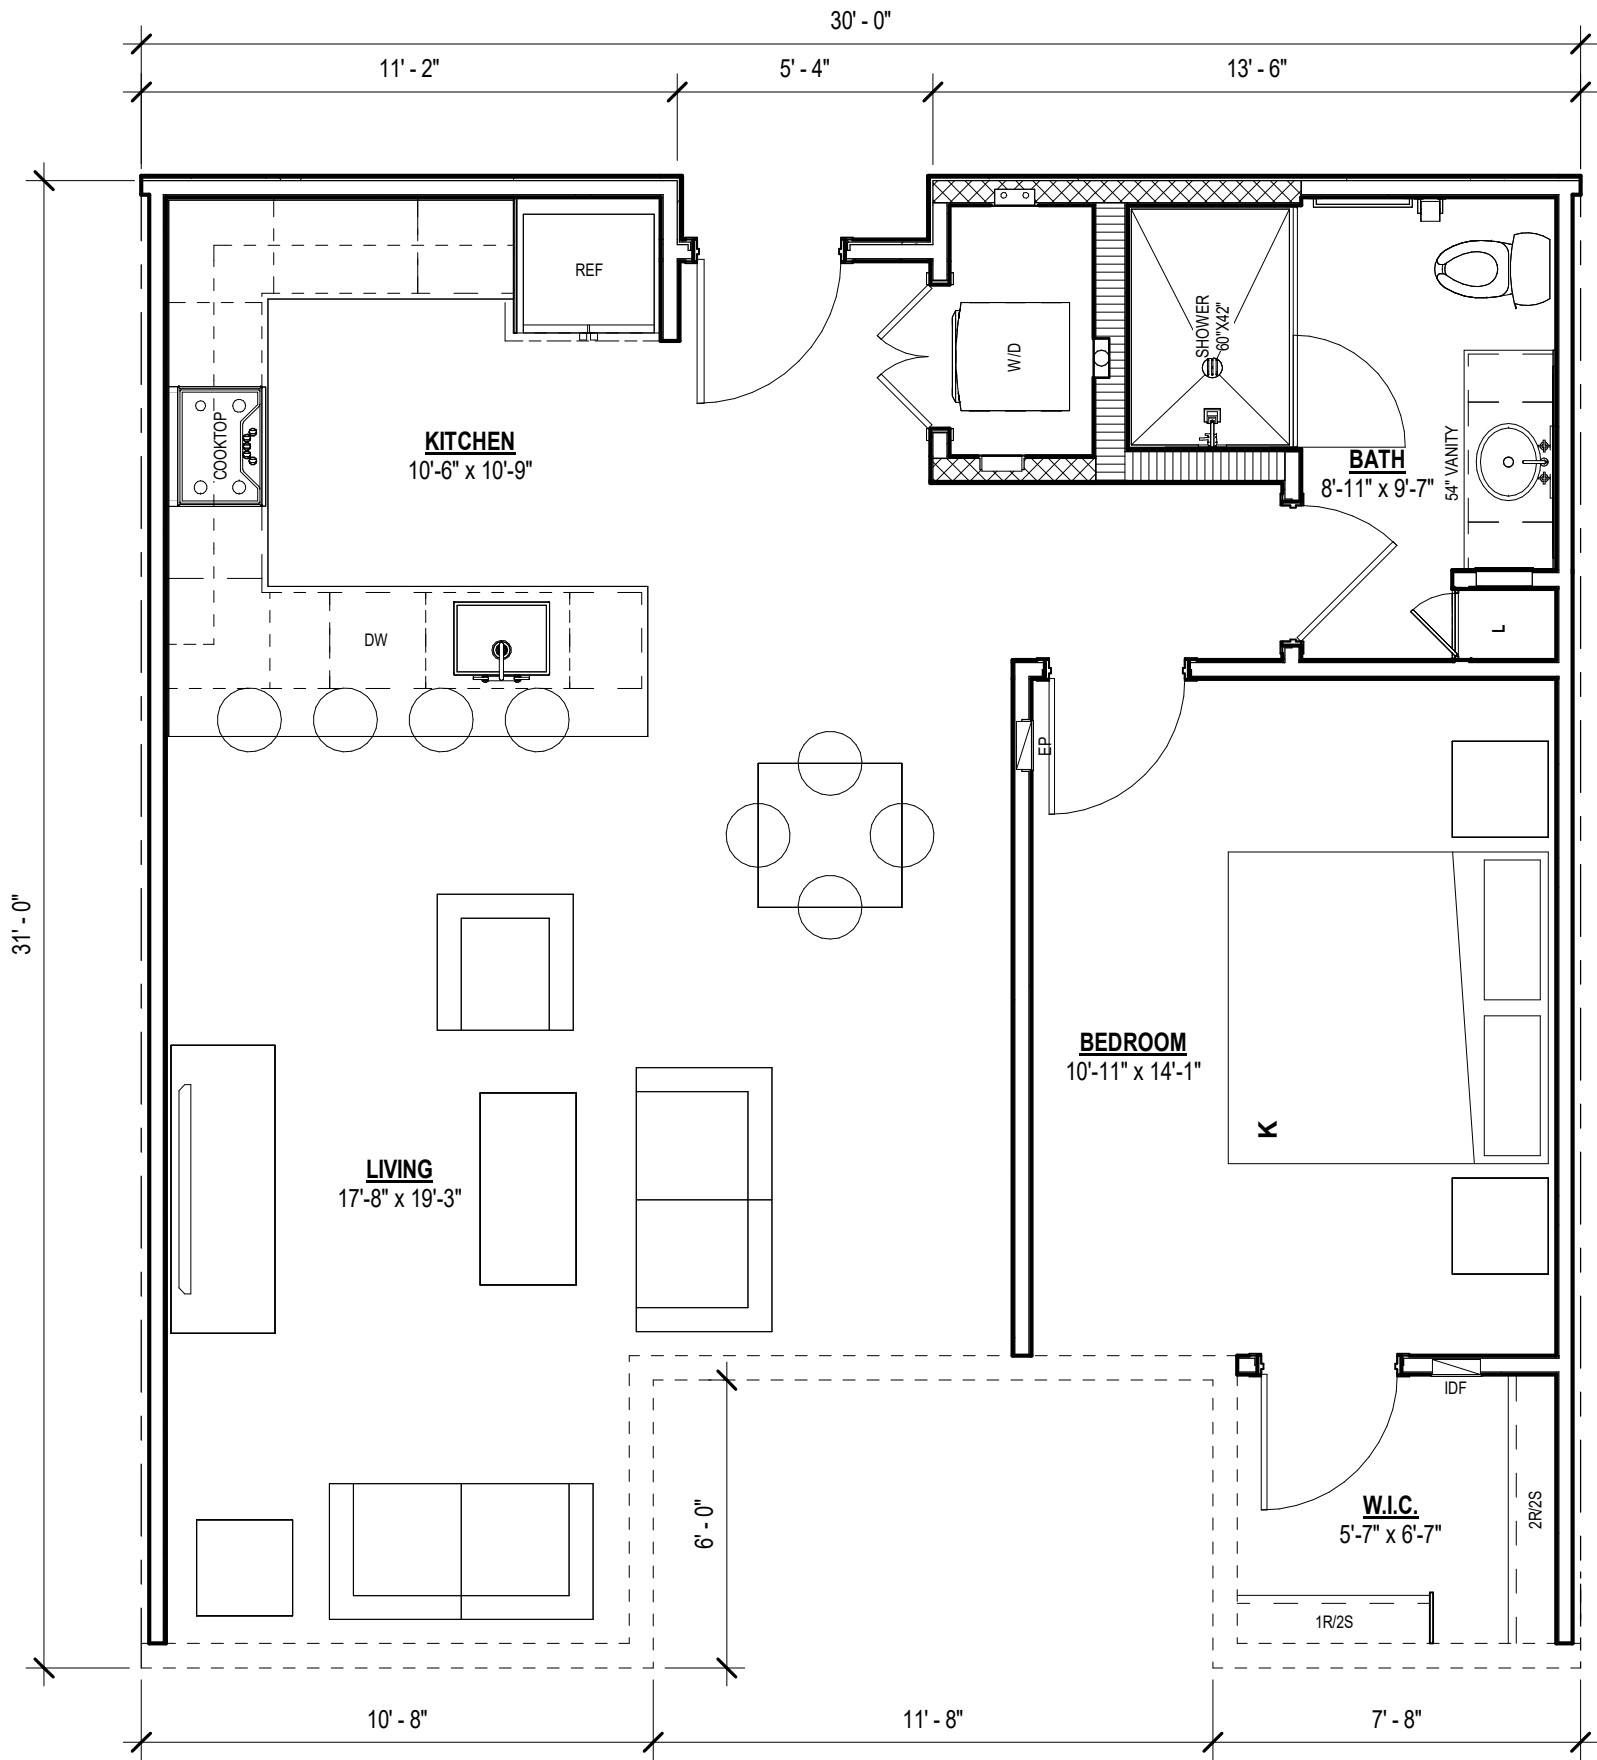 30' - 0"
11' - 2"
5' - 4"
13' - 6"
REF
SHOWER
60"X42"
W/D
COOKTOP
KITCHEN
10'-6" x 10'-9"
BATH
8'-11" x 9'-7"
54" VANITY
DW
L
EP
31' - 0"
BEDROOM
10'-11" x 14'-1"
K
LIVING
17'-8" x 19'-3"
IDF
6' - 0"
W.I.C.
5'-7" x 6'-7"
2R/2S
1R/2S
10' - 8"
11' - 8"
7' - 8"